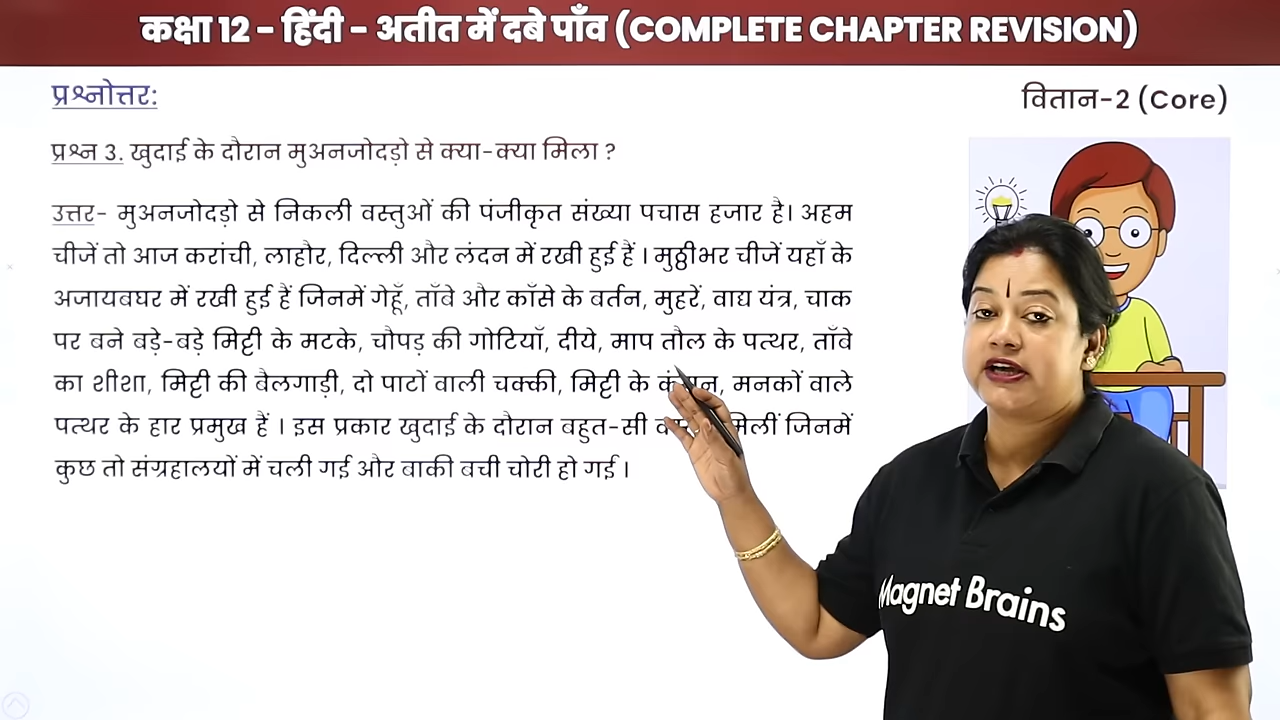 कक्षा 12 - हिंदी - अतीत में दबे पाँव (COMPLETE CHAPTER REVISION)
प्रश्नोत्तर:
वितान-2 (Core)
प्रश्न 3. खुदाई के दौरान मुअनजोदड़ो से क्या-क्या मिला ?
उत्तर- मुअनजोदड़ो से निकली वस्तुओं की पंजीकृत संख्या पचास हजार है। अहम
चीजें तो आज करांची, लाहौर, दिल्ली और लंदन में रखी हुई हैं । मुठ्ठीभर चीजें यहाँ के
अजायबघर में रखी हुई हैं जिनमें गेहूँ, ताँबे और काँसे के बर्तन, मुहरें, वाद्य यंत्र, चाक
पर बने बड़े-बड़े मिट्टी के मटके, चौपड़ की गोटियाँ, दीये, माप तौल के पत्थर, ताँबे
का शीशा, मिट्टी की बैलगाड़ी, दो पाटों वाली चक्की, मिट्टी के मनकों वाले
पत्थर के हार प्रमुख हैं । इस प्रकार खुदाई के दौरान बहुत-सी मिलीं जिनमें
कुछ तो संग्रहालयों में चली गई और बाकी बची चोरी हो गई ।
Magnet Brains